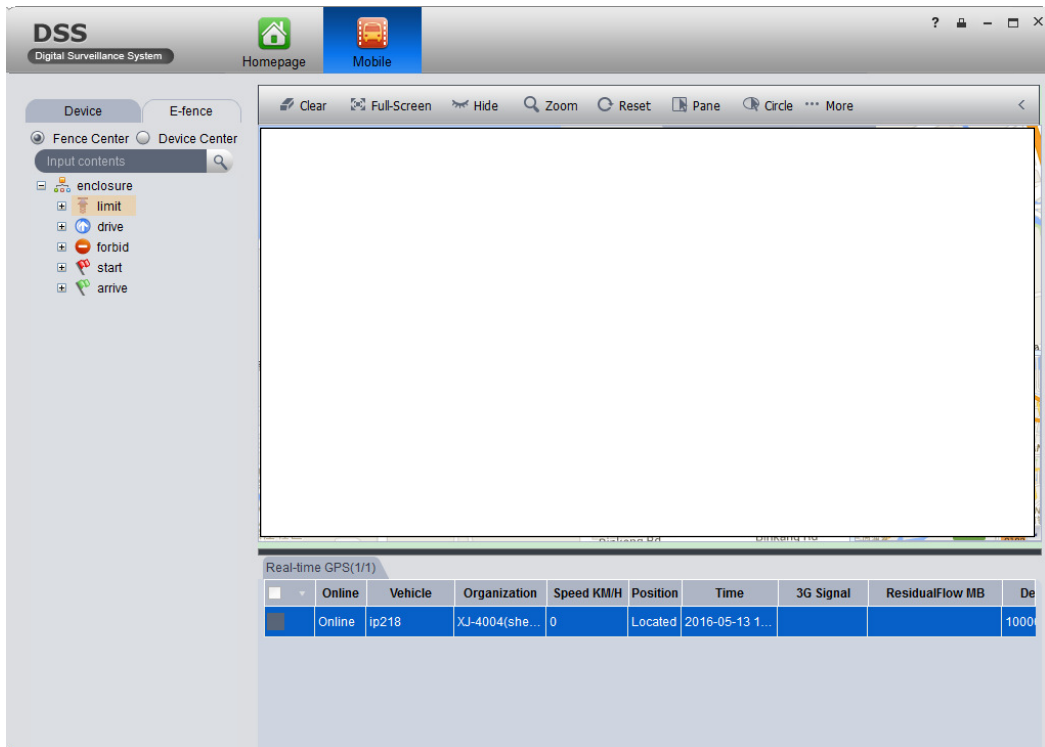 DSS
Digital Surveillance System
Homepage
Mobile
?
Device E-fence
Fence Center Device Center
Input contents
enclosure
limit
drive
forbid
start
arrive
Clear Full-Screen Hide Zoom Reset Pane Circle ··· More <
Real-time GPS(1/1)
Online Vehicle Organization Speed KM/H Position Time 3G Signal ResidualFlow MB De
Online ip218 XJ-4004(she... 0 Located 2016-05-13 1... 1000